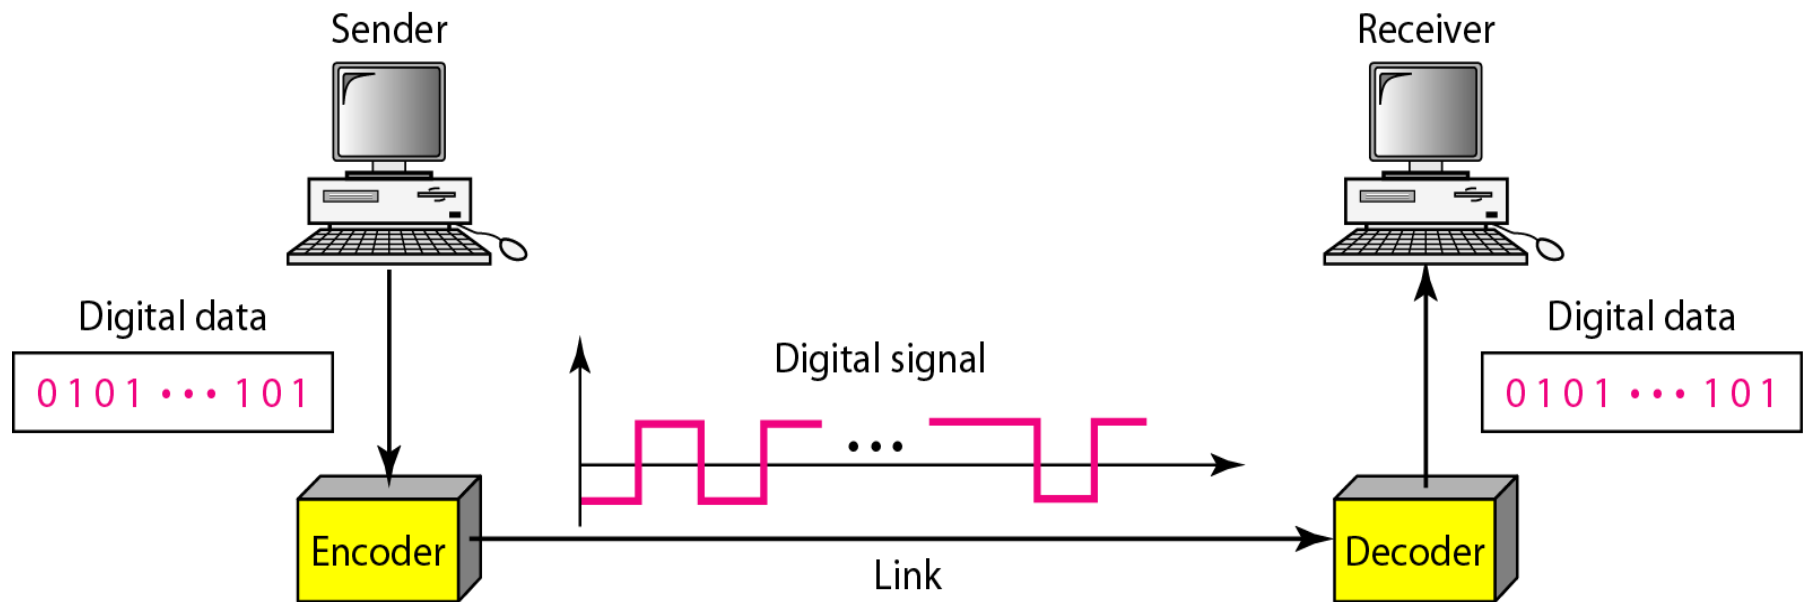 Sender
Receiver
Digital data
0101 ••• 101
Digital signal
•••
Digital data
0101 ••• 101
Encoder
Link
Decoder